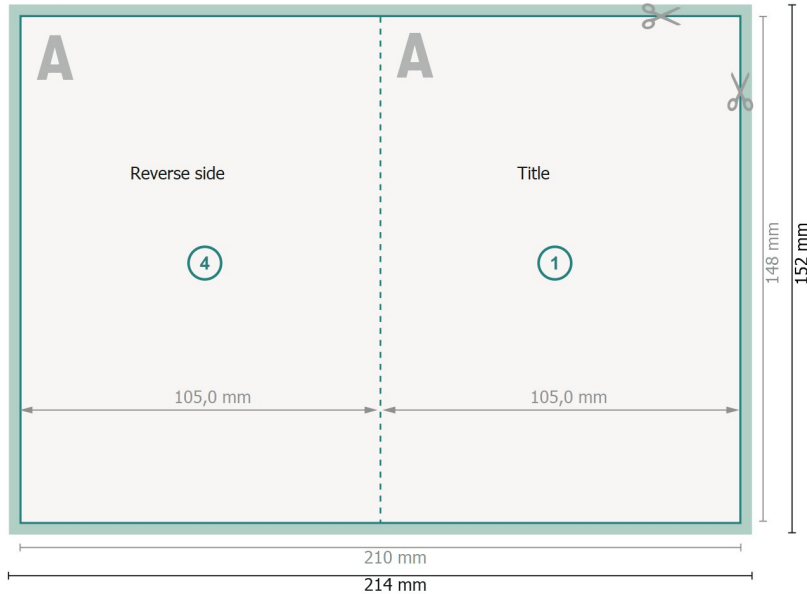 A
A
Reverse side
Title
4
1
105,0 mm
105,0 mm
148 mm
152 mm
210 mm
214 mm